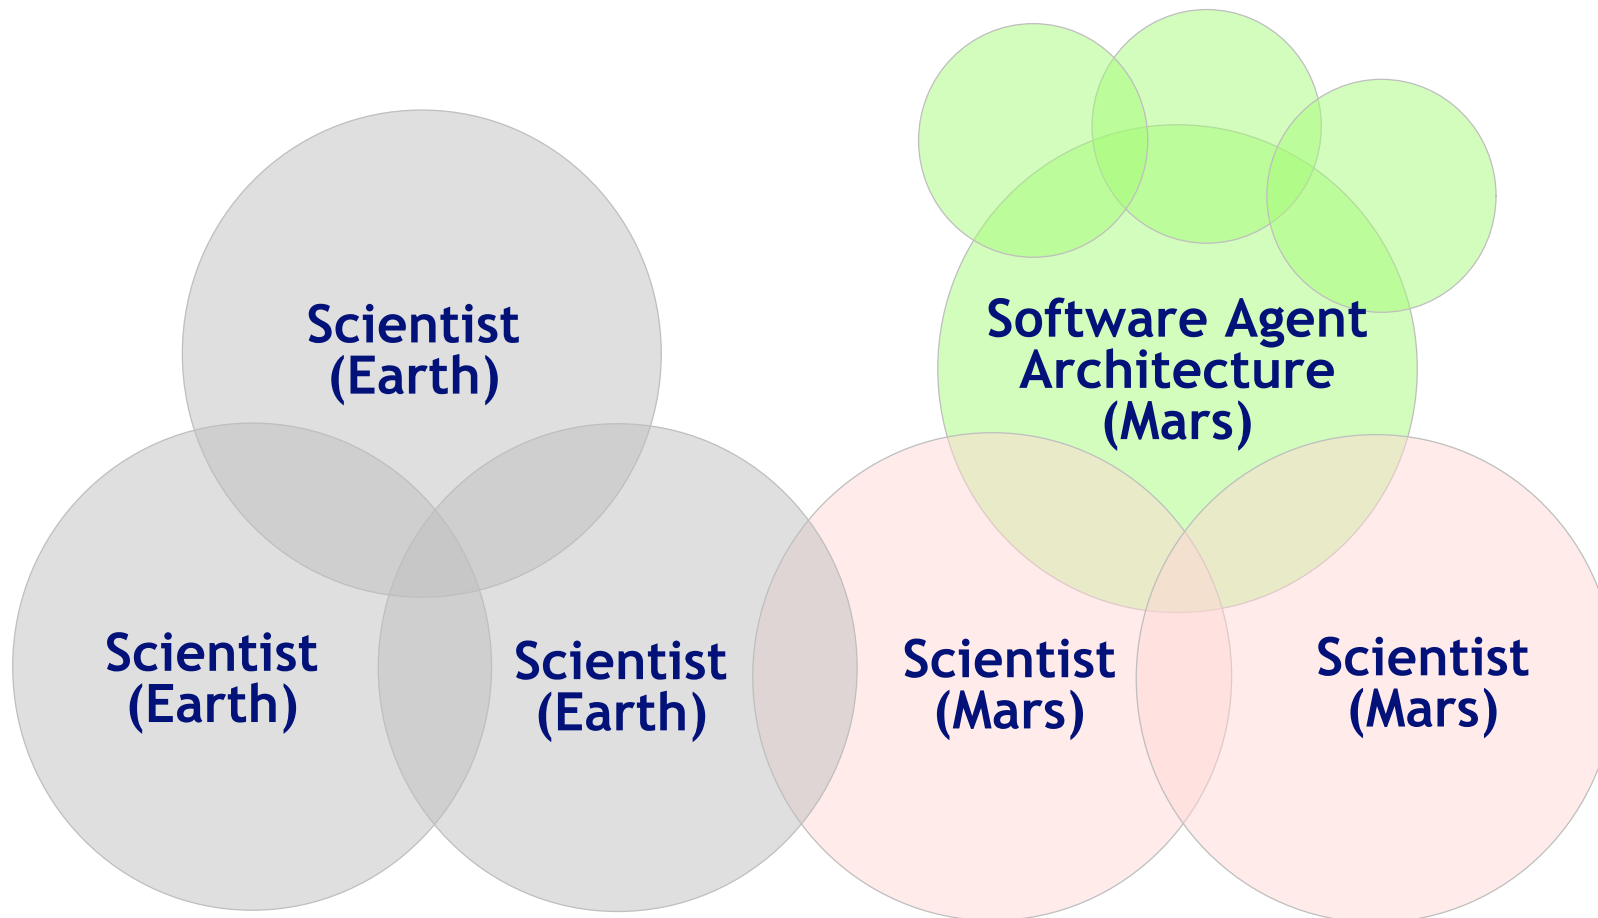 Scientist
(Earth)
Software Agent
Architecture
(Mars)
Scientist
(Earth)
Scientist
(Earth)
Scientist
(Mars)
Scientist
(Mars)